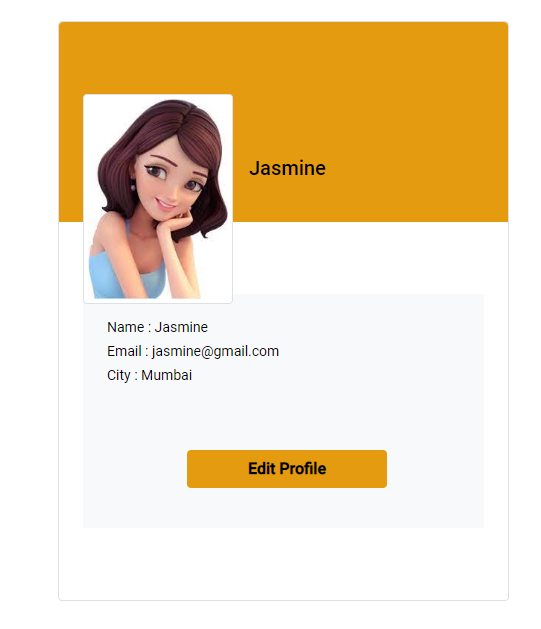 Jasmine
Name : Jasmine
Email : jasmine@gmail.com
City : Mumbai
Edit Profile